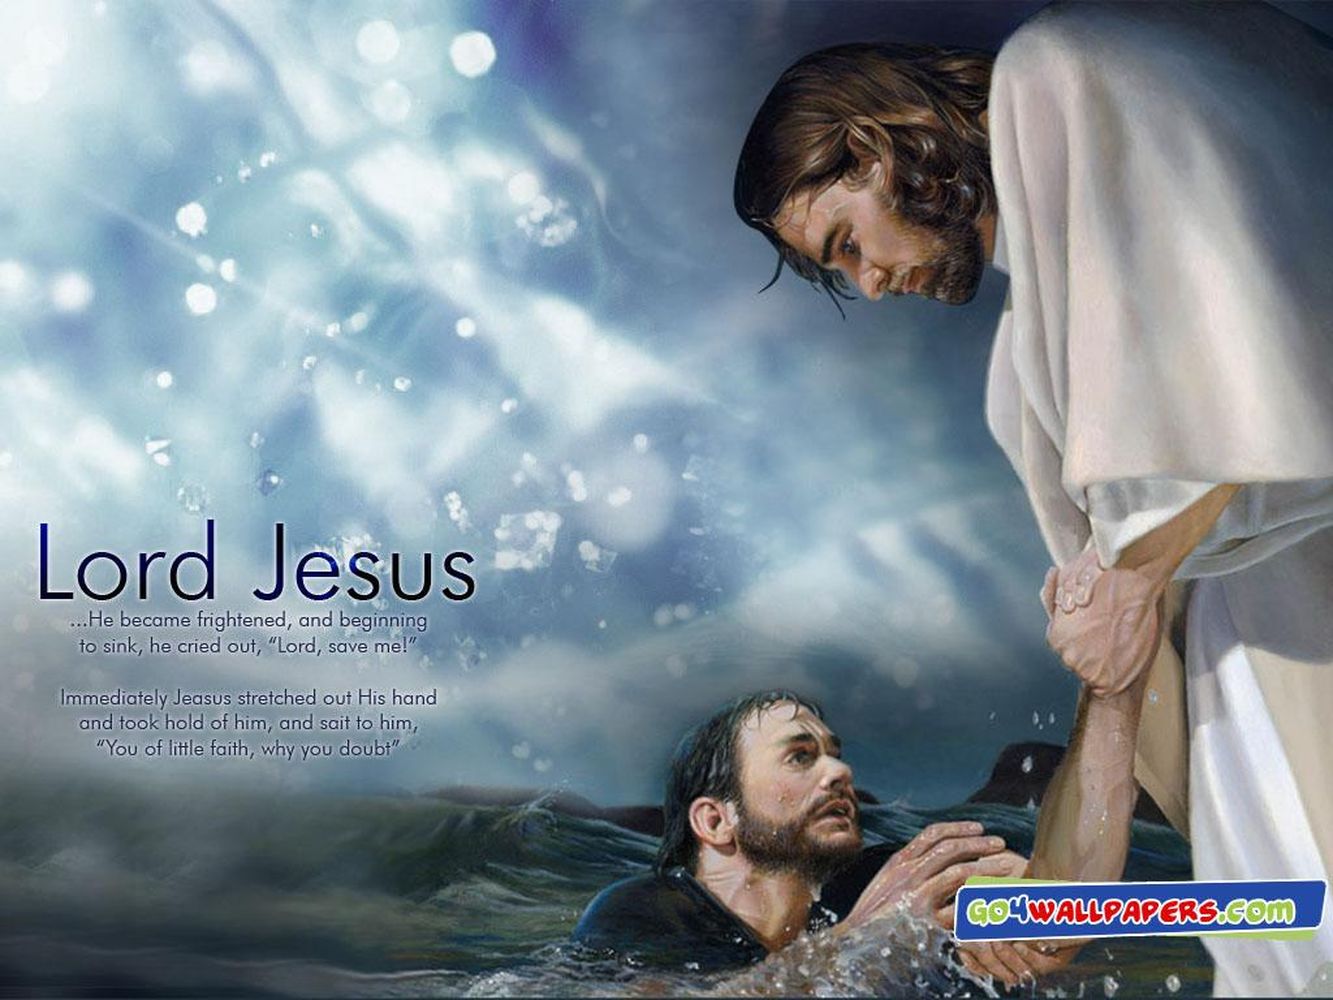 Lord Jesus
...He became frightened, and beginning
to sink, he cried out, “Lord, save me!”
Immediately Jeasus stretched out His hand
and took hold of him, and sait to him,
“You of little faith, why you doubt”
GO4WALLPAPERS.COM